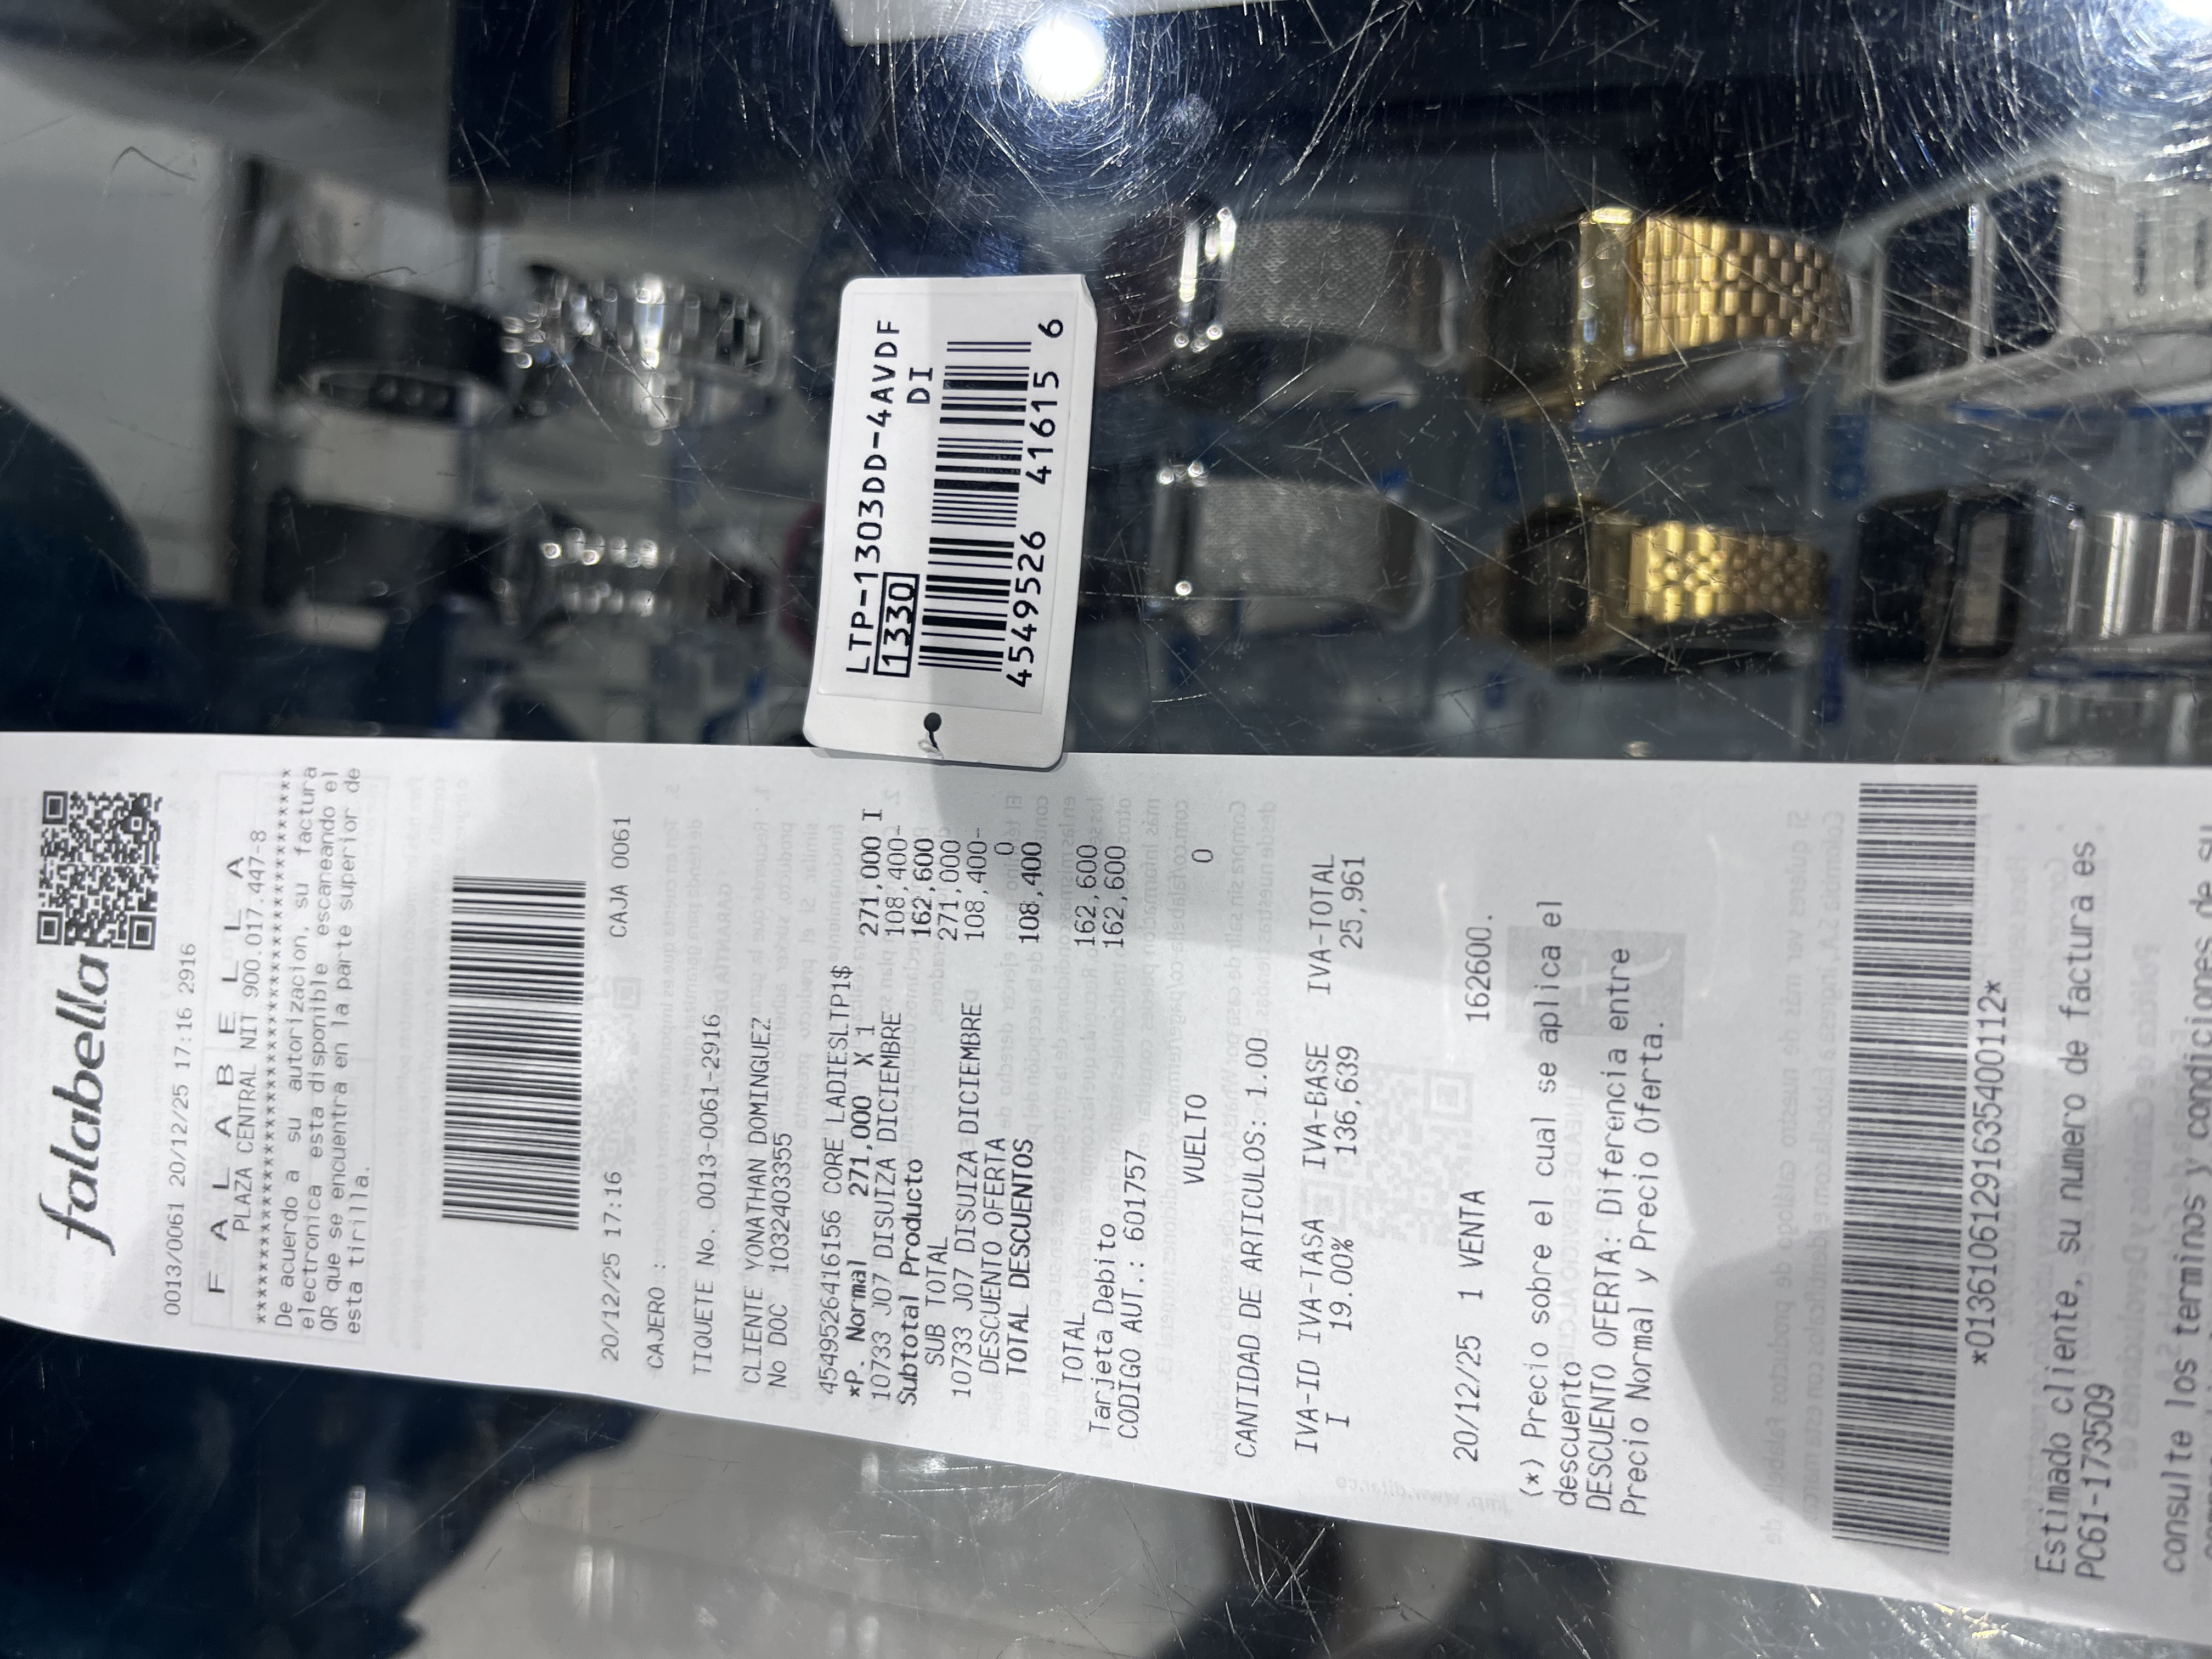 LTP-1303DD-4AVDF
1330 DI
4549526 416156
falabella
0013/0061 20/12/25 17:16 2916
F A L A B E L L A
PLAZA CENTRAL NIT 900.017.447-8
De acuerdo a su autorizacion, su factura
electronica esta disponible escaneando el
QR que se encuentra en la parte superior de
esta tirilla.
20/12/25 17:16 CAJA 0061
CAJERO :
TIQUETE No. 0013-0061-2916
CLIENTE YONATHAN DOMINGUEZ
No DOC 1032403355
4549526416156 CORE LADIESLTP1$
*P. Normal 271,000 X 1 271,000 I
10733 J07 DISUIZA DICIEMBRE 108,400-
Subtotal Producto 162,600
SUB TOTAL 271,000
10733 J07 DISUIZA DICIEMBRE 108,400-
DESCUENTO OFERTA 0
TOTAL DESCUENTOS 108,400
TOTAL 162,600
Tarjeta Debito 162,600
CODIGO AUT.: 601757
VUELTO 0
CANTIDAD DE ARTICULOS: 1.00
IVA-ID IVA-TASA IVA-BASE IVA-TOTAL
I 19.00% 136,639 25,961
20/12/25 1 VENTA 162600.
(*) Precio sobre el cual se aplica el
descuento
DESCUENTO OFERTA: Diferencia entre
Precio Normal y Precio Oferta.
*013610612916354００112*
Estimado cliente, su numero de factura es
PC61-173509
consulte los terminos y condiciones de su